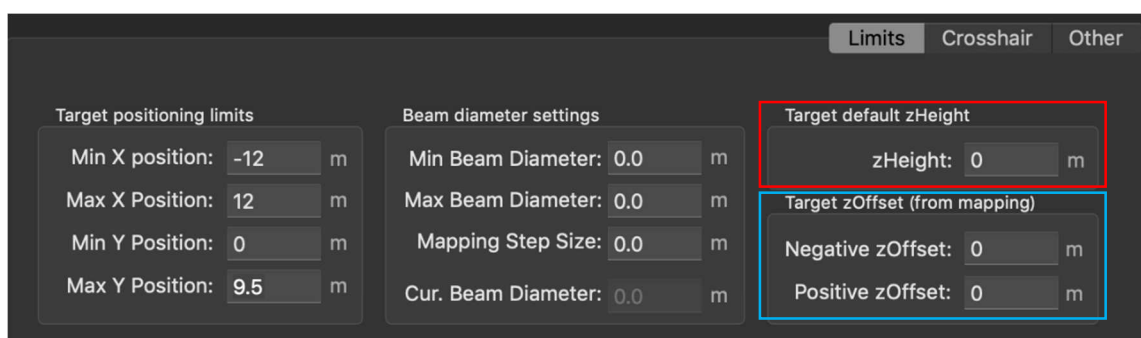 Limits Crosshair Other
Target positioning limits
Min X position: -12 m
Max X Position: 12 m
Min Y Position: 0 m
Max Y Position: 9.5 m
Beam diameter settings
Min Beam Diameter: 0.0 m
Max Beam Diameter: 0.0 m
Mapping Step Size: 0.0 m
Cur. Beam Diameter: 0.0 m
Target default zHeight
zHeight: 0 m
Target zOffset (from mapping)
Negative zOffset: 0 m
Positive zOffset: 0 m